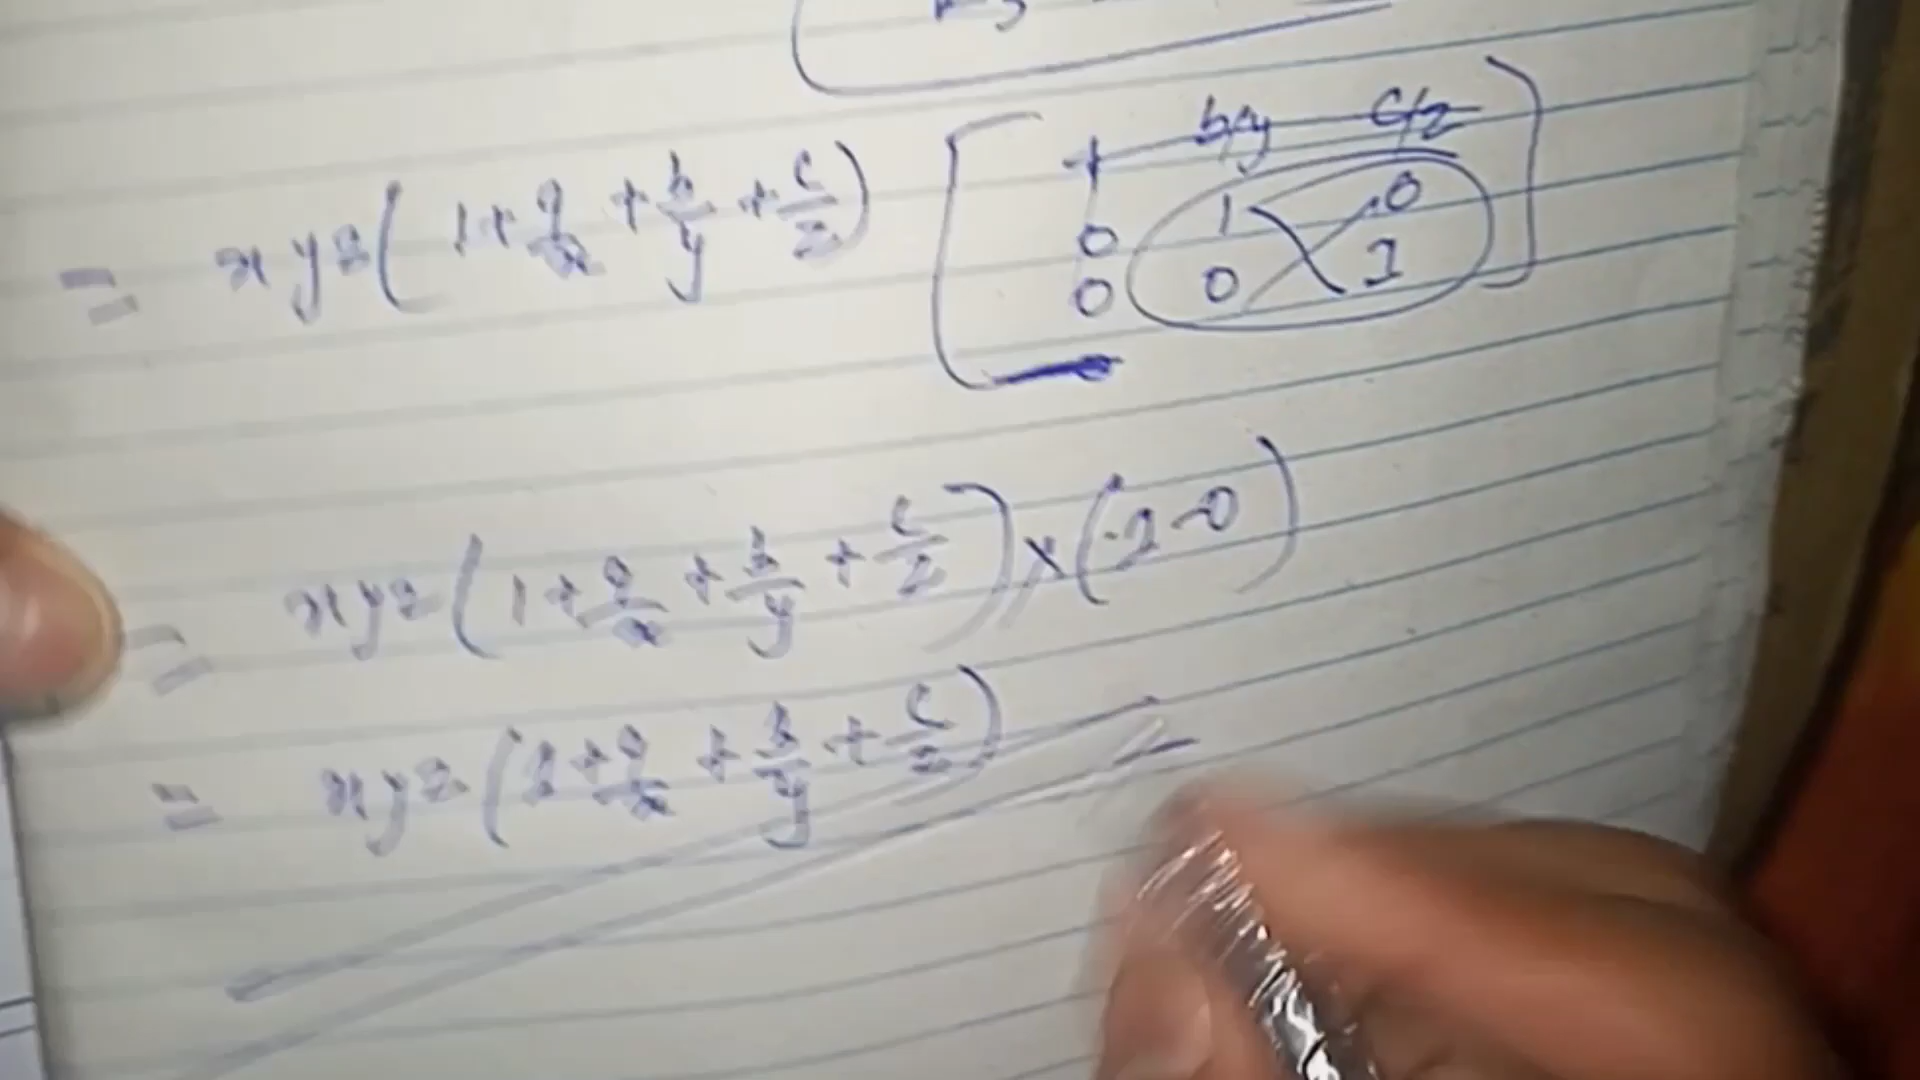 = xyz(1+a/x+b/y+c/z) [1 b/y c/z
0 1 0
0 0 1]
= xyz(1+a/x+b/y+c/z)×(1-0)
= xyz(1+a/x+b/y+c/z)